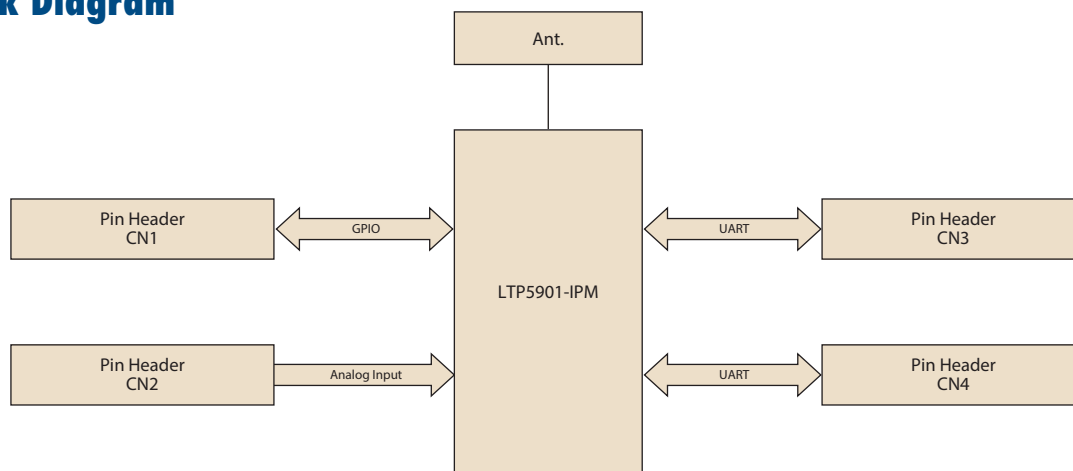 k Diagram
Ant.
Pin Header
CN1
GPIO
UART
Pin Header
CN3
LTP5901-IPM
Pin Header
CN2
Analog Input
UART
Pin Header
CN4